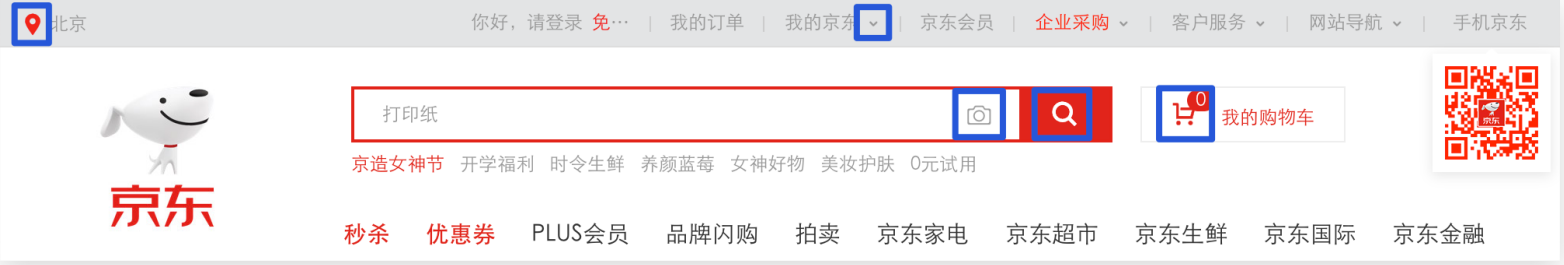 北京 你好，请登录 免··· 我的订单 我的京东 京东会员 企业采购 客户服务 网站导航 手机京东
打印纸 0 我的购物车 京东
京造女神节 开学福利 时令生鲜 养颜蓝莓 女神好物 美妆护肤 0元试用
京东
秒杀 优惠券 PLUS会员 品牌闪购 拍卖 京东家电 京东超市 京东生鲜 京东国际 京东金融